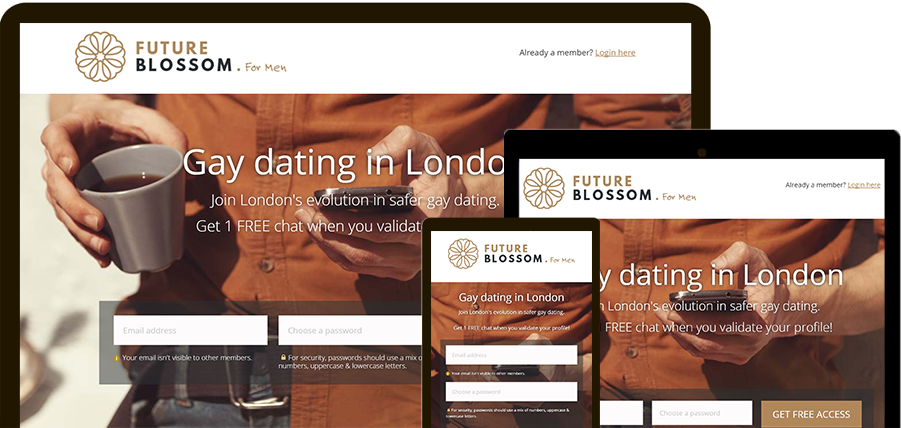 FUTURE
BLOSSOM. For Men
Already a member? Login here
Gay dating in Londo
Join London's evolution in safer gay dating.
Get 1 FREE chat when you validat
Email address
Choose a password
Your email isn't visible to other members.
For security, passwords should use a mix o
numbers, uppercase & lowercase letters.
FUTURE
BLOSSOM. For Men
Gay dating in London
Join London's evolution in safer gay dating.
Get 1 FREE chat when you validate your profile!
Email address
Your email isn't visible to other members.
Choose a password
For security, passwords should use a mix of numbers, uppercase &
lowercase letters.
FUTURE
BLOSSOM. For Men
Already a member? Login here
y dating in London
n London's evolution in safer gay dating.
1 FREE chat when you validate your profile!
Choose a password
GET FREE ACCESS